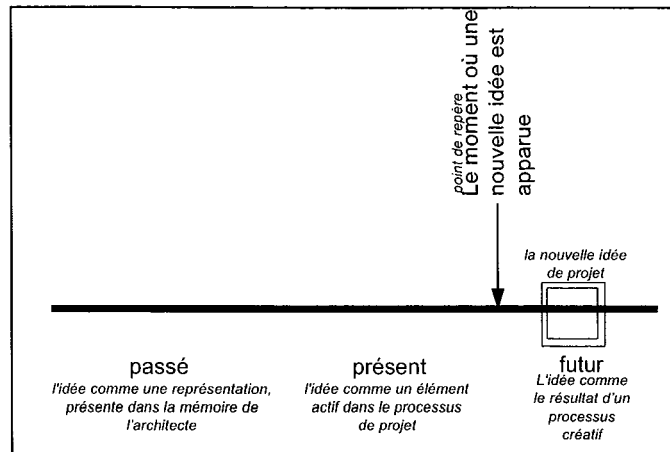 point de repère
Le moment où une
nouvelle idée est
apparue
la nouvelle idée
de projet
passé
l'idée comme une représentation,
présente dans la mémoire de
l'architecte
présent
l'idée comme un élément
actif dans le processus
de projet
futur
L'idée comme
le résultat d'un
processus
créatif